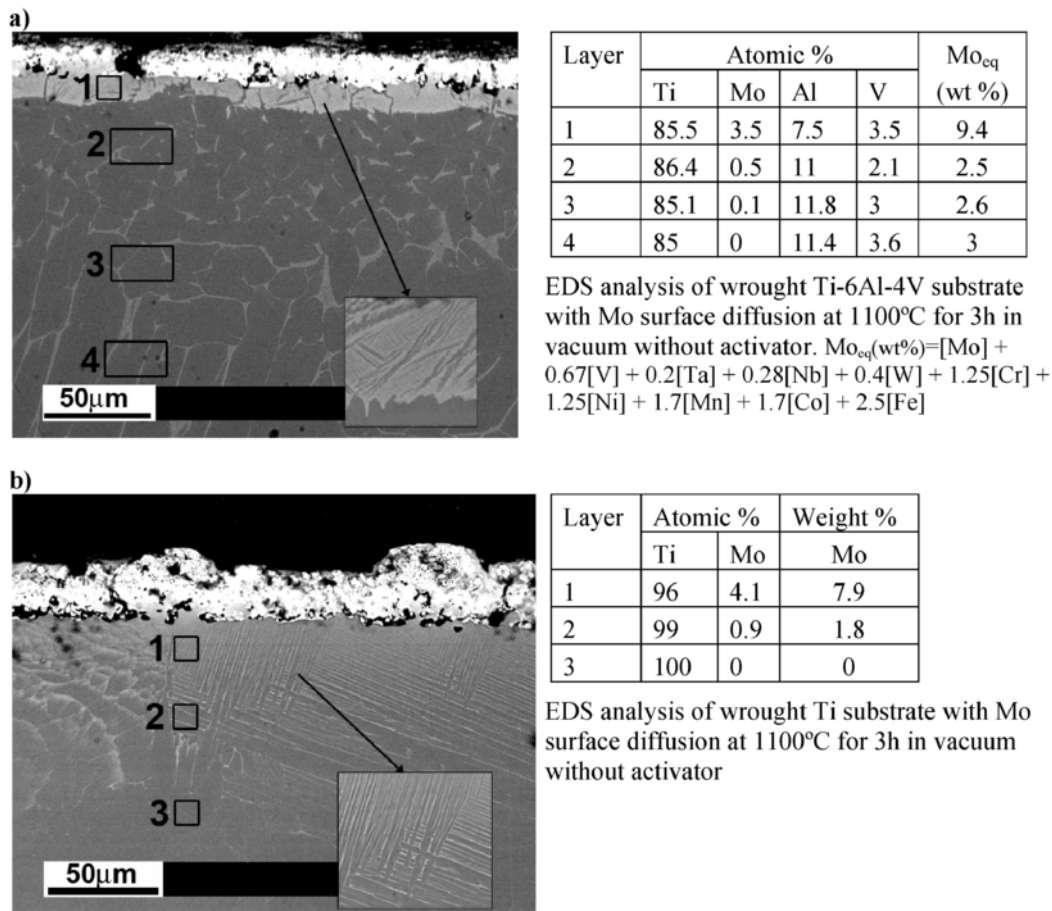 a)
1
2
3
4
50μm
Layer Atomic % Moeq
(wt %)
Ti Mo Al V
1 85.5 3.5 7.5 3.5 9.4
2 86.4 0.5 11 2.1 2.5
3 85.1 0.1 11.8 3 2.6
4 85 0 11.4 3.6 3
EDS analysis of wrought Ti-6Al-4V substrate
with Mo surface diffusion at 1100ºC for 3h in
vacuum without activator. Moeq(wt%)=[Mo] +
0.67[V] + 0.2[Ta] + 0.28[Nb] + 0.4[W] + 1.25[Cr] +
1.25[Ni] + 1.7[Mn] + 1.7[Co] + 2.5[Fe]
b)
1
2
3
50μm
Layer Atomic % Weight %
Ti Mo Mo
1 96 4.1 7.9
2 99 0.9 1.8
3 100 0 0
EDS analysis of wrought Ti substrate with Mo
surface diffusion at 1100ºC for 3h in vacuum
without activator